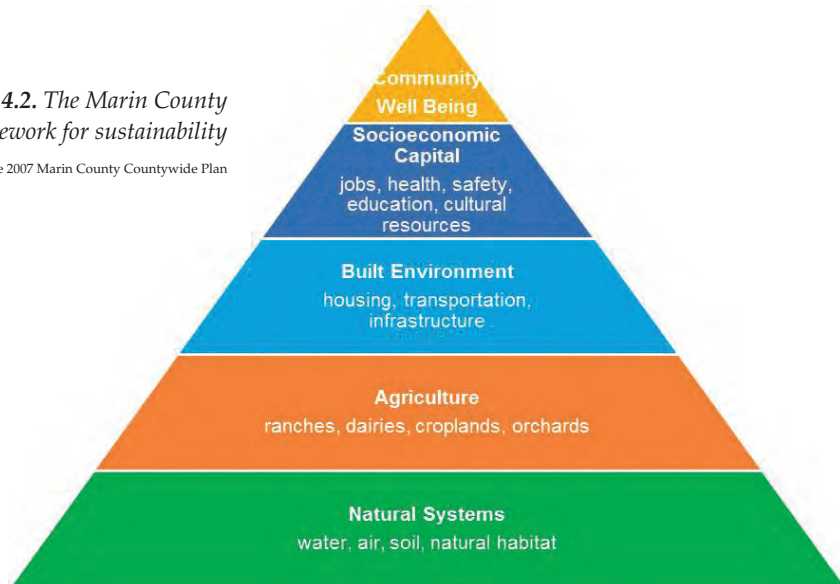 4.2. The Marin County
ework for sustainability
e 2007 Marin County Countywide Plan
Community
Well Being
Socioeconomic
Capital
jobs, health, safety,
education, cultural
resources
Built Environment
housing, transportation,
infrastructure
Agriculture
ranches, dairies, croplands, orchards
Natural Systems
water, air, soil, natural habitat